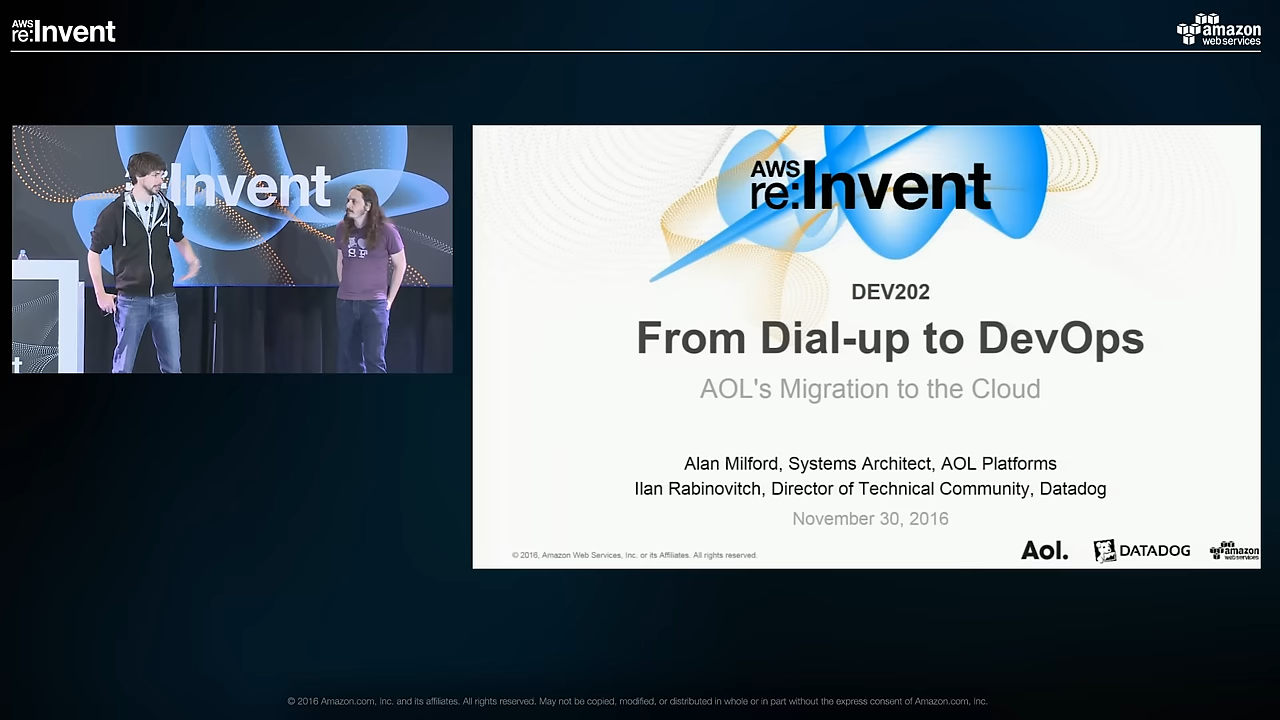 AWS
re:Invent
amazon
web services
Invent
SF
AWS
re:Invent
DEV202
From Dial-up to DevOps
AOL's Migration to the Cloud
Alan Milford, Systems Architect, AOL Platforms
Ilan Rabinovitch, Director of Technical Community, Datadog
November 30, 2016
© 2016, Amazon Web Services, Inc. or its Affiliates. All rights reserved.
Aol.
DATADOG
amazon
web services
© 2016 Amazon.com, Inc. and its affiliates. All rights reserved. May not be copied, modified, or distributed in whole or in part without the express consent of Amazon.com, Inc.